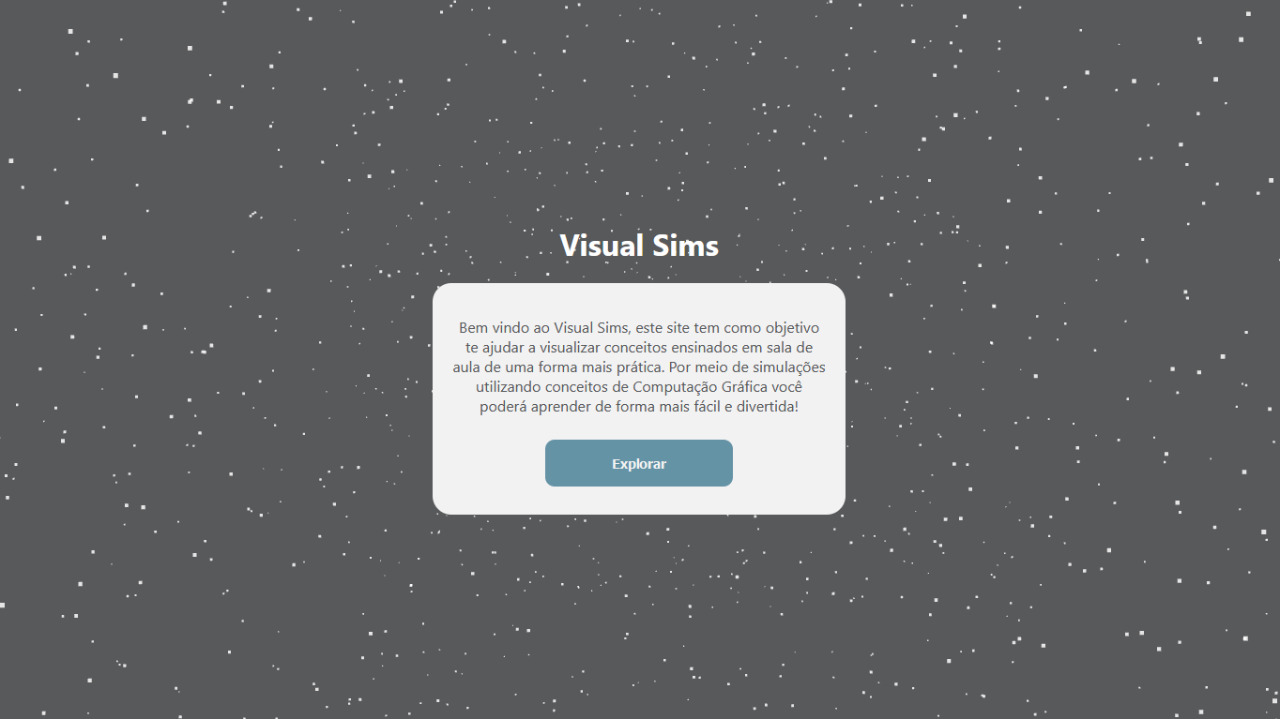 Visual Sims
Bem vindo ao Visual Sims, este site tem como objetivo
te ajudar a visualizar conceitos ensinados em sala de
aula de uma forma mais prática. Por meio de simulações
utilizando conceitos de Computação Gráfica você
poderá aprender de forma mais fácil e divertida!
Explorar